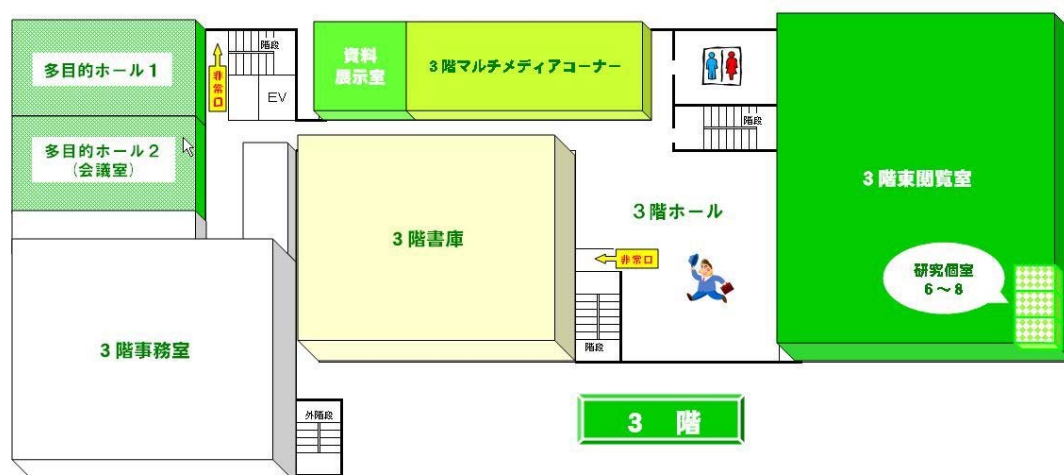 多目的ホール1
多目的ホール2
(会議室)
非常口
階段
EV
資料
展示室
3階マルチメディアコーナー
階段
3階東閲覧室
3階ホール
3階書庫
非常口
研究個室
6～8
3階事務室
階段
外階段
3 階